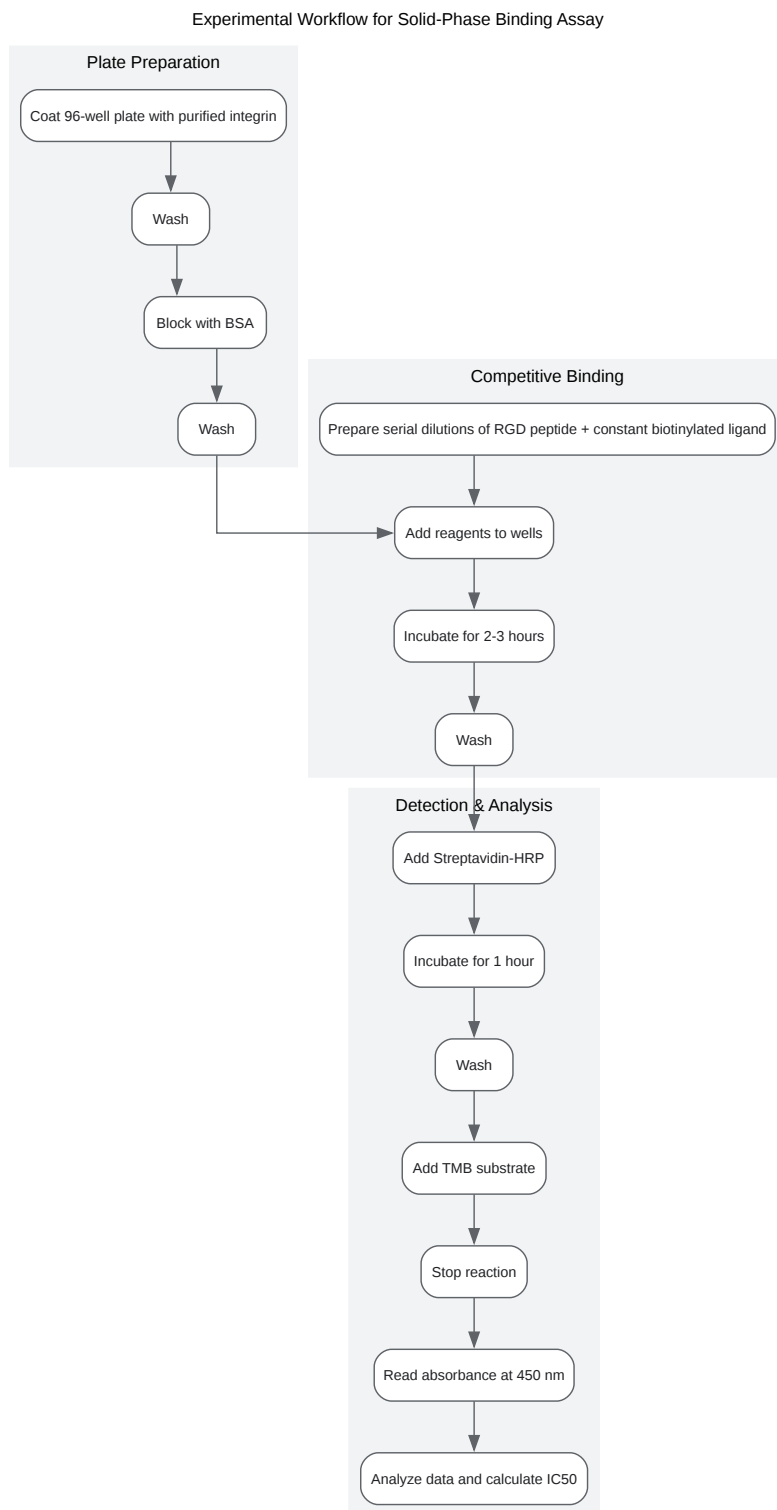 Experimental Workflow for Solid-Phase Binding Assay
Plate Preparation
Coat 96-well plate with purified integrin
Wash
Block with BSA
Wash
Competitive Binding
Prepare serial dilutions of RGD peptide + constant biotinylated ligand
Add reagents to wells
Incubate for 2-3 hours
Wash
Detection & Analysis
Add Streptavidin-HRP
Incubate for 1 hour
Wash
Add TMB substrate
Stop reaction
Read absorbance at 450 nm
Analyze data and calculate IC50